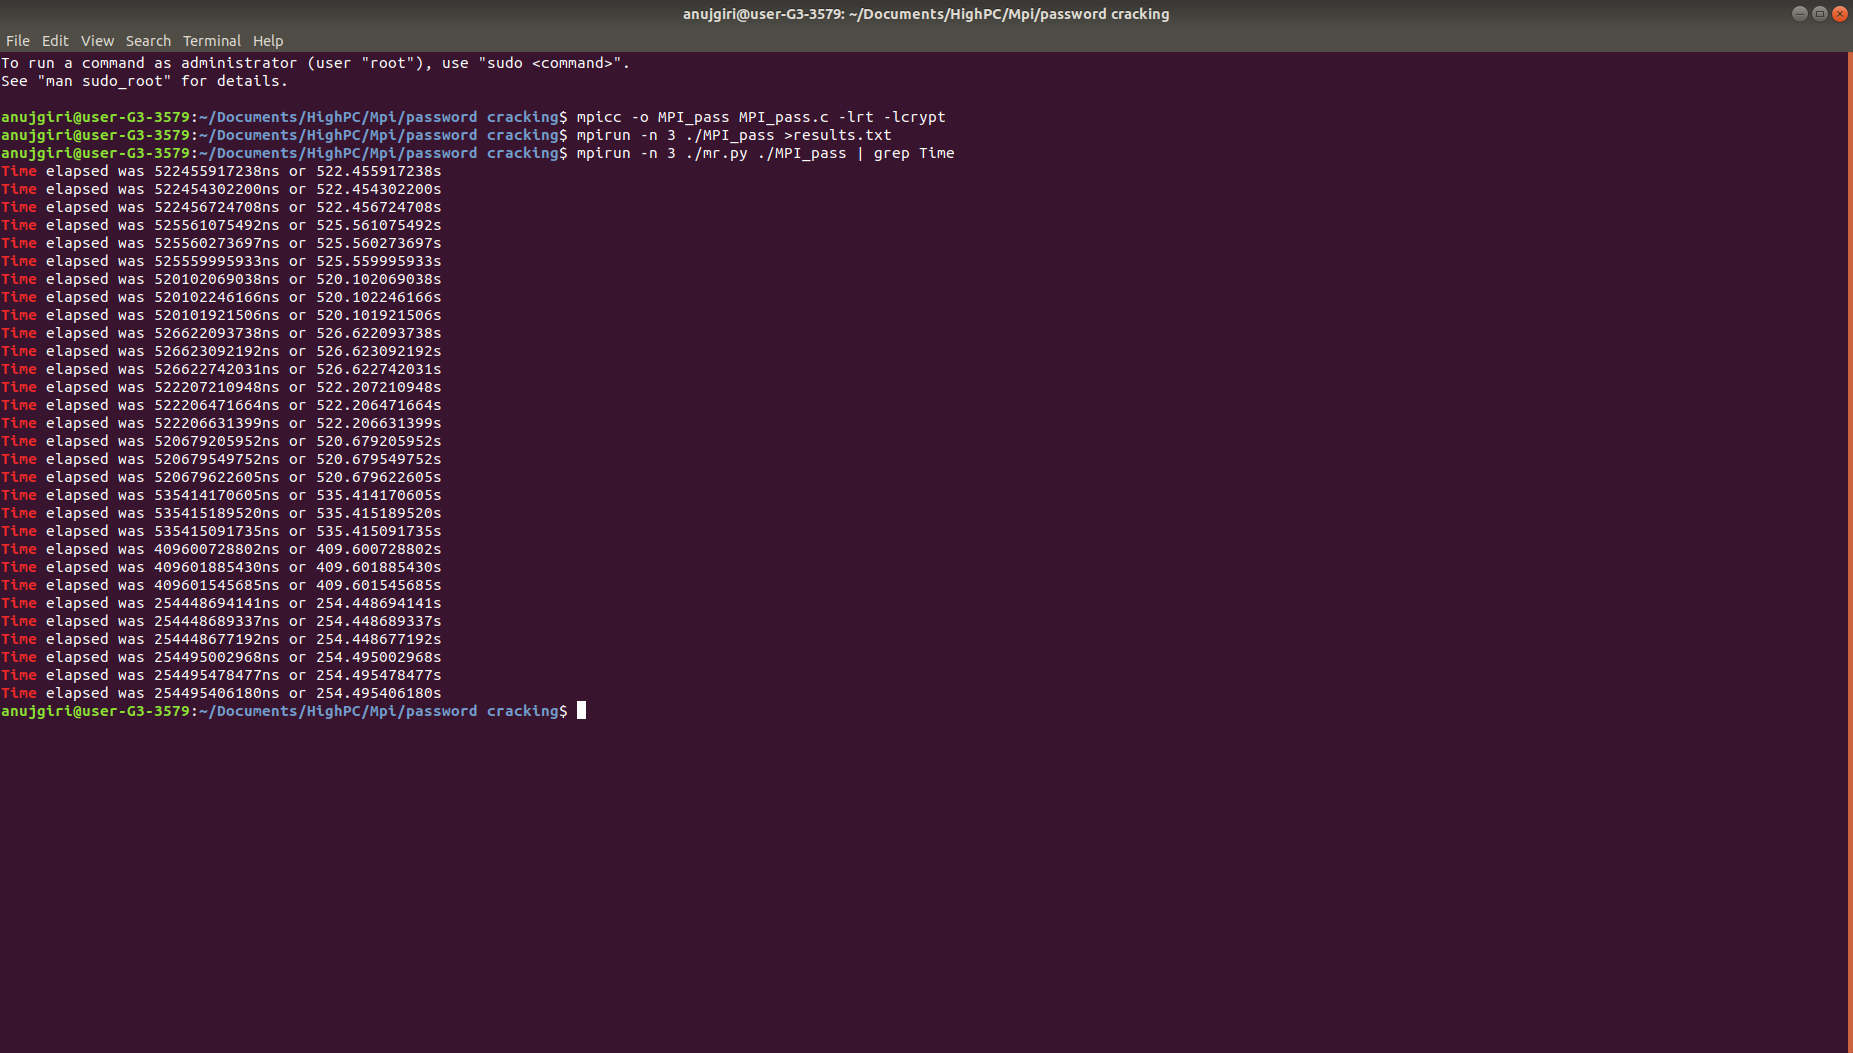 anujgiri@user-G3-3579: ~/Documents/HighPC/Mpi/password cracking
File Edit View Search Terminal Help
To run a command as administrator (user "root"), use "sudo <command>".
See "man sudo_root" for details.
anujgiri@user-G3-3579:~/Documents/HighPC/Mpi/password cracking$ mpicc -o MPI_pass MPI_pass.c -lrt -lcrypt
anujgiri@user-G3-3579:~/Documents/HighPC/Mpi/password cracking$ mpirun -n 3 ./MPI_pass >results.txt
anujgiri@user-G3-3579:~/Documents/HighPC/Mpi/password cracking$ mpirun -n 3 ./mr.py ./MPI_pass | grep Time
Time elapsed was 522455917238ns or 522.455917238s
Time elapsed was 522454302200ns or 522.454302200s
Time elapsed was 522456724708ns or 522.456724708s
Time elapsed was 525561075492ns or 525.561075492s
Time elapsed was 525560273697ns or 525.560273697s
Time elapsed was 525559995933ns or 525.559995933s
Time elapsed was 520102069038ns or 520.102069038s
Time elapsed was 520102246166ns or 520.102246166s
Time elapsed was 520101921506ns or 520.101921506s
Time elapsed was 526622093738ns or 526.622093738s
Time elapsed was 526623092192ns or 526.623092192s
Time elapsed was 526622742031ns or 526.622742031s
Time elapsed was 522207210948ns or 522.207210948s
Time elapsed was 522206471664ns or 522.206471664s
Time elapsed was 522206631399ns or 522.206631399s
Time elapsed was 520679205952ns or 520.679205952s
Time elapsed was 520679549752ns or 520.679549752s
Time elapsed was 520679622605ns or 520.679622605s
Time elapsed was 535414170605ns or 535.414170605s
Time elapsed was 535415189520ns or 535.415189520s
Time elapsed was 535415091735ns or 535.415091735s
Time elapsed was 409600728802ns or 409.600728802s
Time elapsed was 409601885430ns or 409.601885430s
Time elapsed was 409601545685ns or 409.601545685s
Time elapsed was 254448694141ns or 254.448694141s
Time elapsed was 254448689337ns or 254.448689337s
Time elapsed was 254448677192ns or 254.448677192s
Time elapsed was 254495002968ns or 254.495002968s
Time elapsed was 254495478477ns or 254.495478477s
Time elapsed was 254495406180ns or 254.495406180s
anujgiri@user-G3-3579:~/Documents/HighPC/Mpi/password cracking$